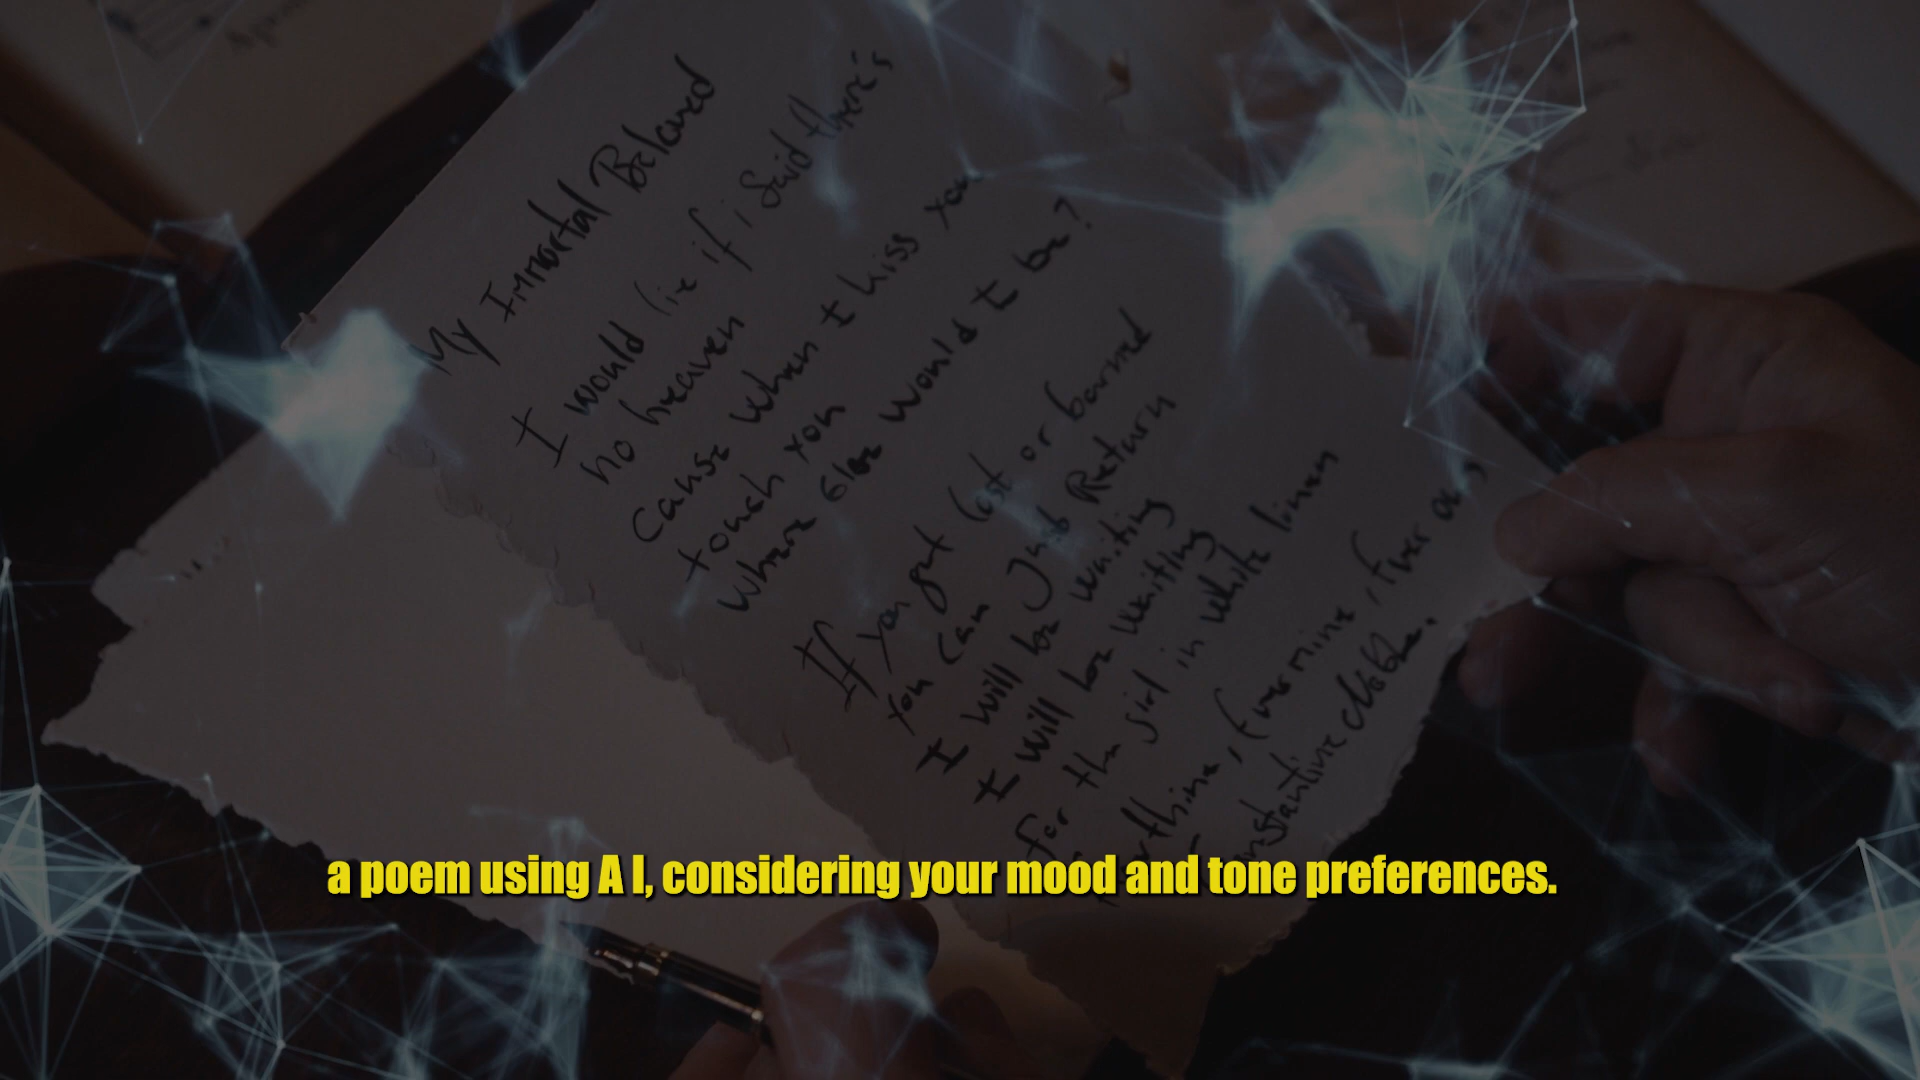 My Immortal Beloved
I would lie if i Said there's
no heaven
Cause when I kiss you
touch you
where else would I be?
If you get lost or
you can Just Return
I will be waiting
I will be waiting
for the girl in white linen
thine, Ever mine, Ever
a poem using A I, considering your mood and tone preferences.